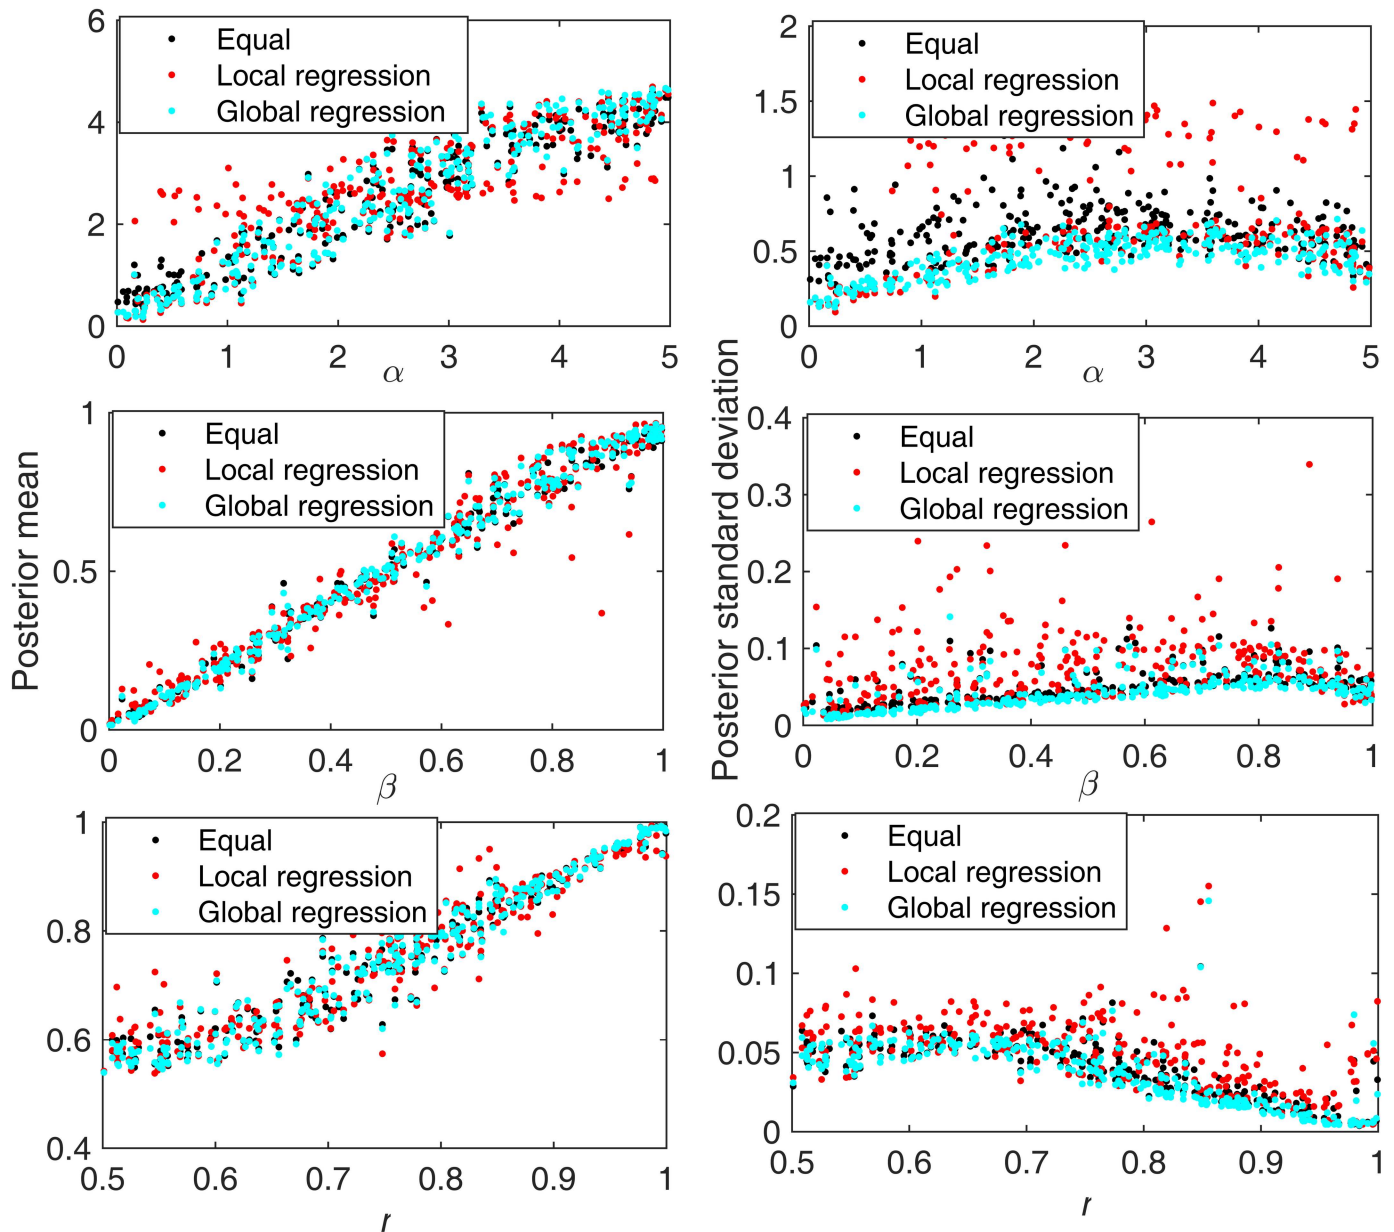 6
4
2
0
0 1 2 3 4 5
α
Equal
Local regression
Global regression
2
1.5
1
0.5
0
0 1 2 3 4 5
α
Equal
Local regression
Global regression
Posterior mean
1
0.5
0
0 0.2 0.4 0.6 0.8 1
β
Equal
Local regression
Global regression
Posterior standard deviation
0.4
0.3
0.2
0.1
0
0 0.2 0.4 0.6 0.8 1
β
Equal
Local regression
Global regression
1
0.8
0.6
0.4
0.5 0.6 0.7 0.8 0.9 1
r
Equal
Local regression
Global regression
0.2
0.15
0.1
0.05
0
0.5 0.6 0.7 0.8 0.9 1
r
Equal
Local regression
Global regression